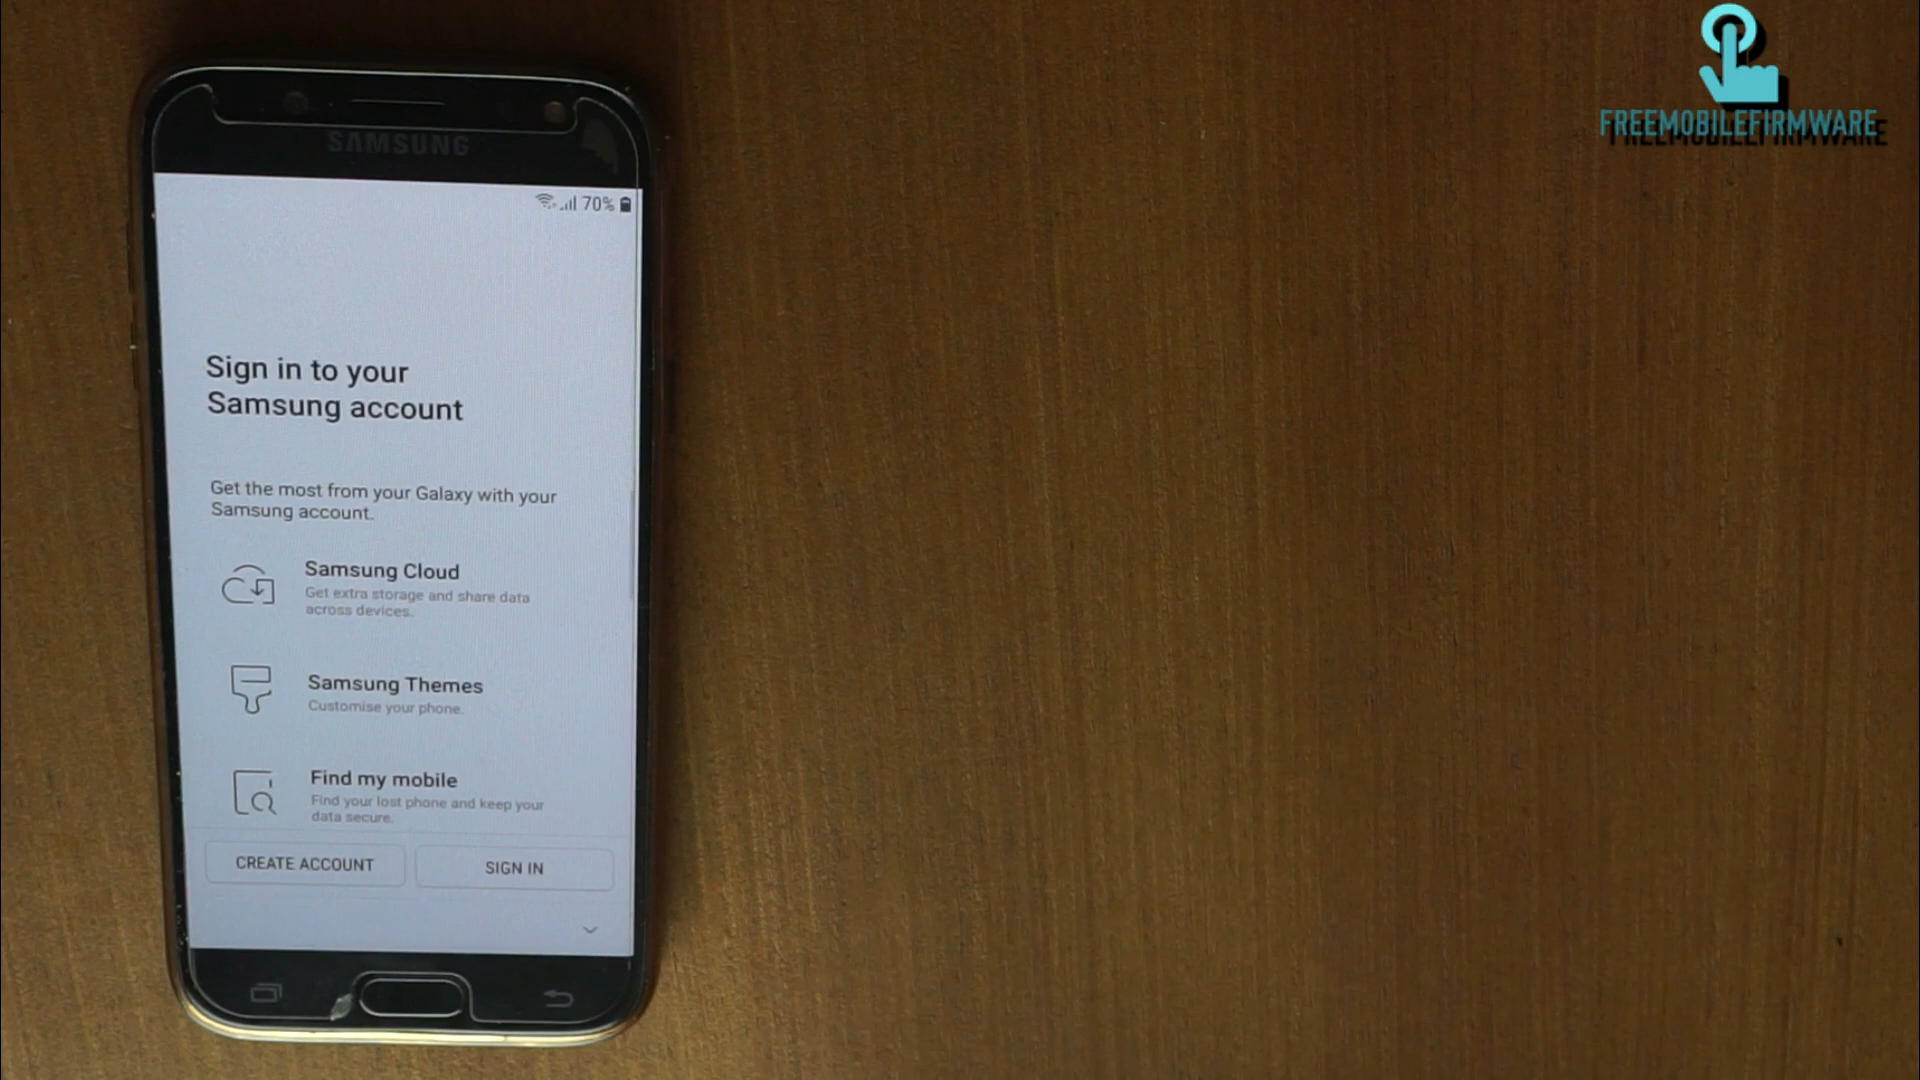 FREEMOBILEFIRMWARE
SAMSUNG
70%
Sign in to your
Samsung account
Get the most from your Galaxy with your
Samsung account.
Samsung Cloud
Get extra storage and share data
across devices.
Samsung Themes
Customise your phone.
Find my mobile
Find your lost phone and keep your
data secure.
CREATE ACCOUNT
SIGN IN